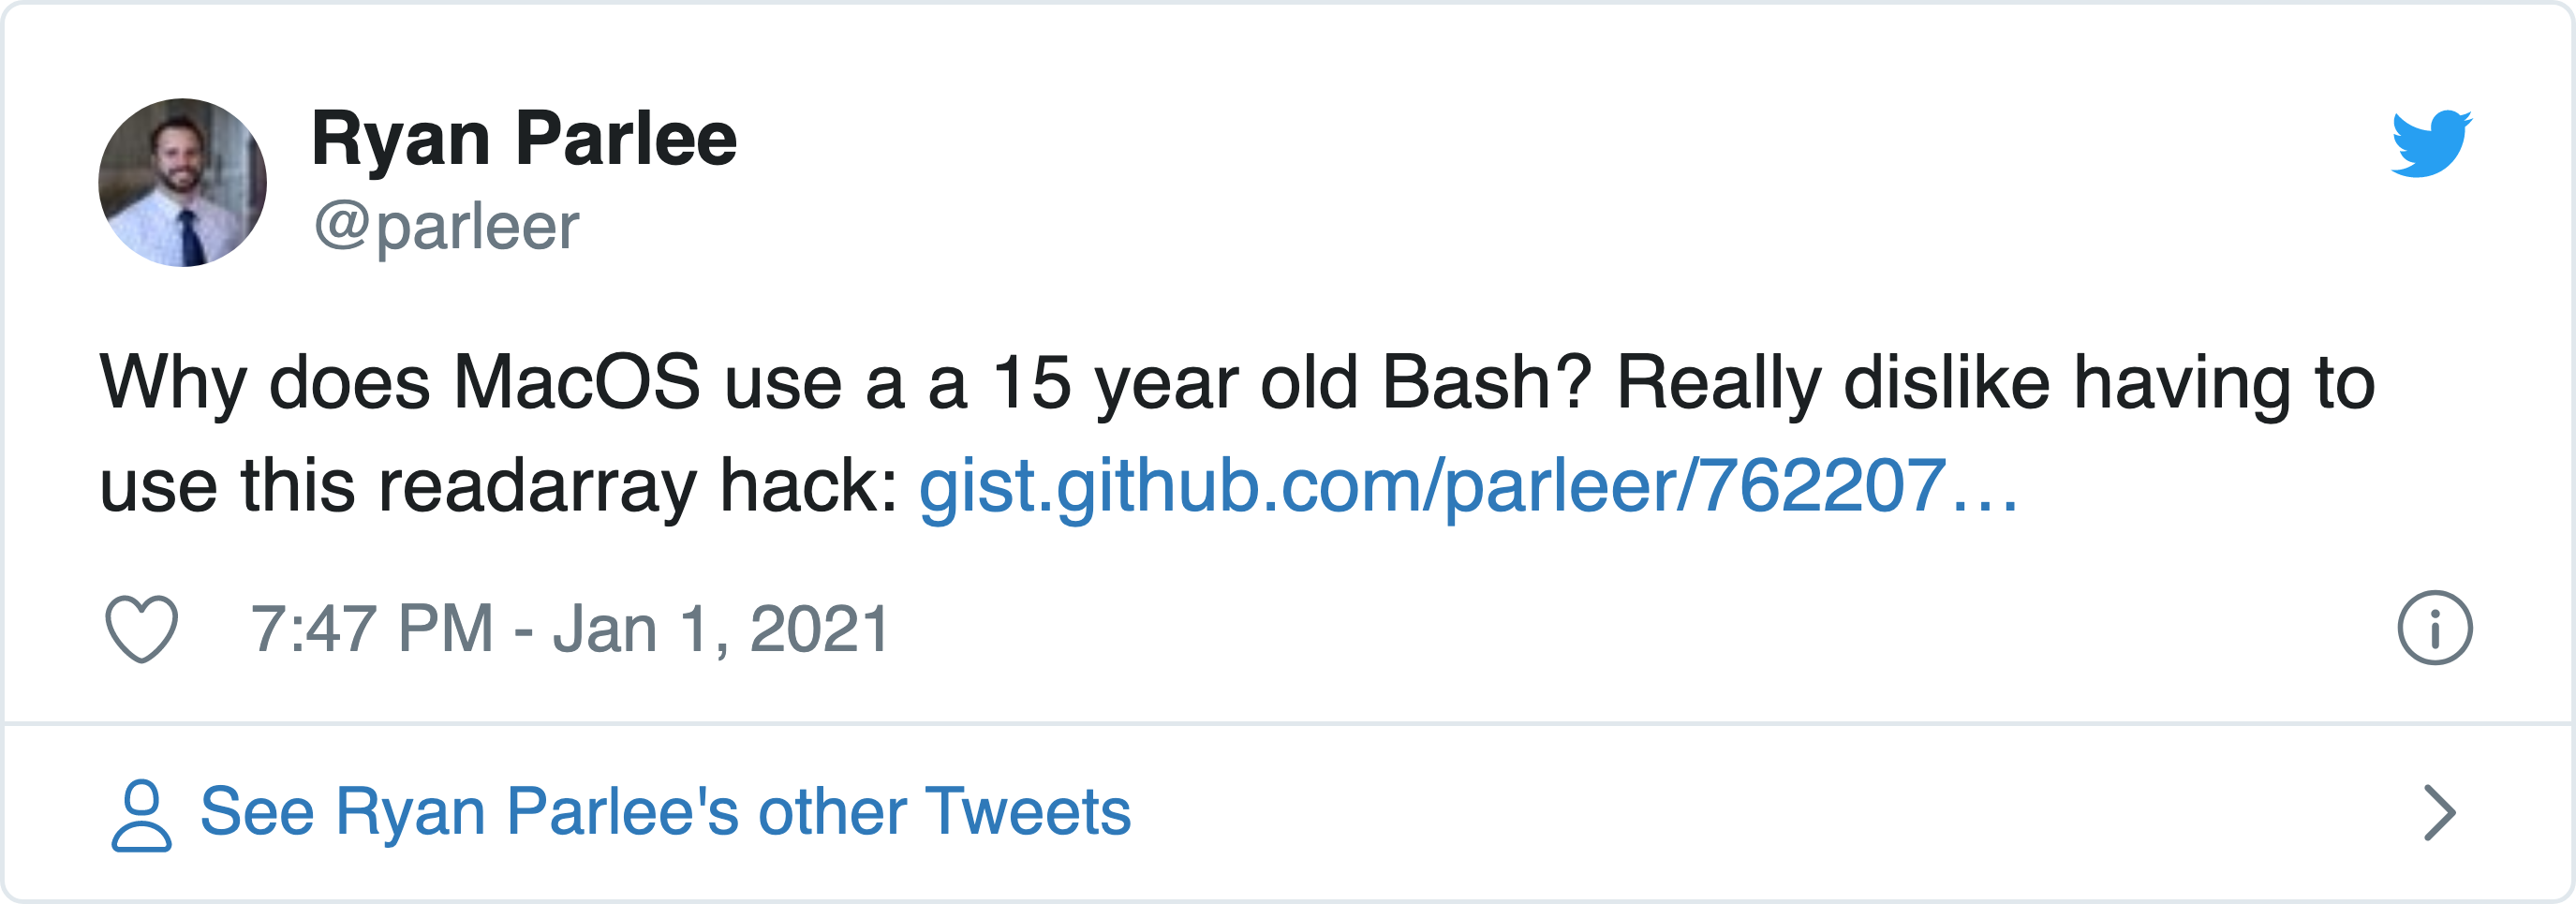 Ryan Parlee
@parleer
Why does MacOS use a a 15 year old Bash? Really dislike having to
use this readarray hack: gist.github.com/parleer/762207…
7:47 PM - Jan 1, 2021
See Ryan Parlee's other Tweets